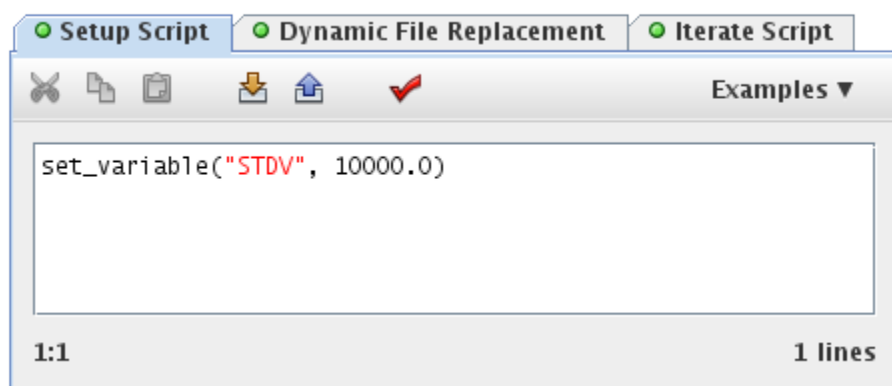 Setup Script Dynamic File Replacement Iterate Script
Examples ▼
set_variable("STDV", 10000.0)
1:1 1 lines